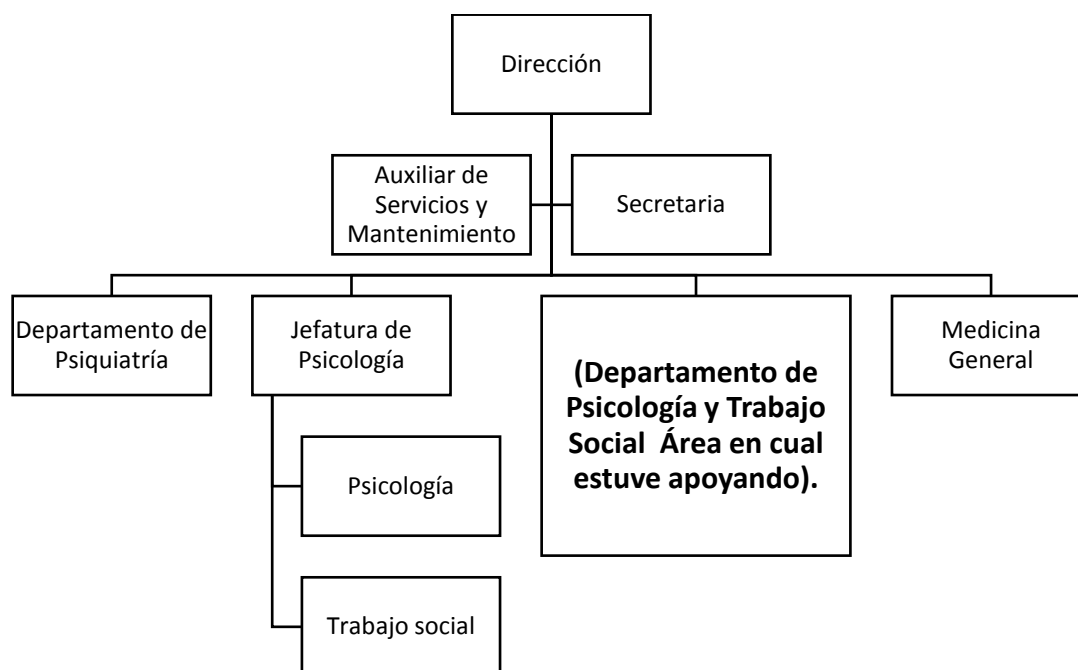 Dirección
Auxiliar de
Servicios y
Mantenimiento
Secretaria
Departamento de
Psiquiatría
Jefatura de
Psicología
(Departamento de
Psicología y Trabajo
Social Área en cual
estuve apoyando).
Medicina
General
Psicología
Trabajo social